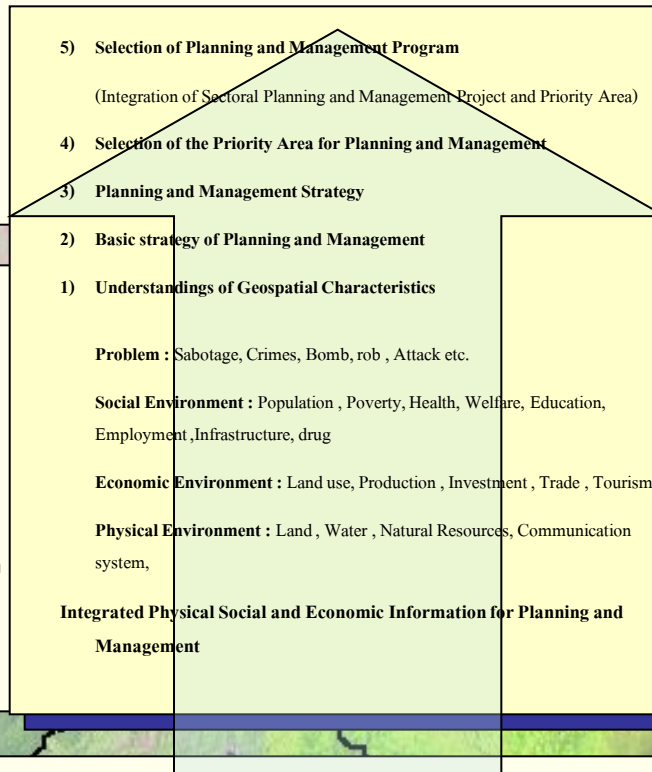 5) Selection of Planning and Management Program
(Integration of Sectoral Planning and Management Project and Priority Area)
4) Selection of the Priority Area for Planning and Management
3) Planning and Management Strategy
2) Basic strategy of Planning and Management
1) Understandings of Geospatial Characteristics
Problem : Sabotage, Crimes, Bomb, rob , Attack etc.
Social Environment : Population , Poverty, Health, Welfare, Education,
Employment ,Infrastructure, drug
Economic Environment : Land use, Production , Investment , Trade , Tourism
Physical Environment : Land , Water , Natural Resources, Communication
system,
Integrated Physical Social and Economic Information for Planning and
Management